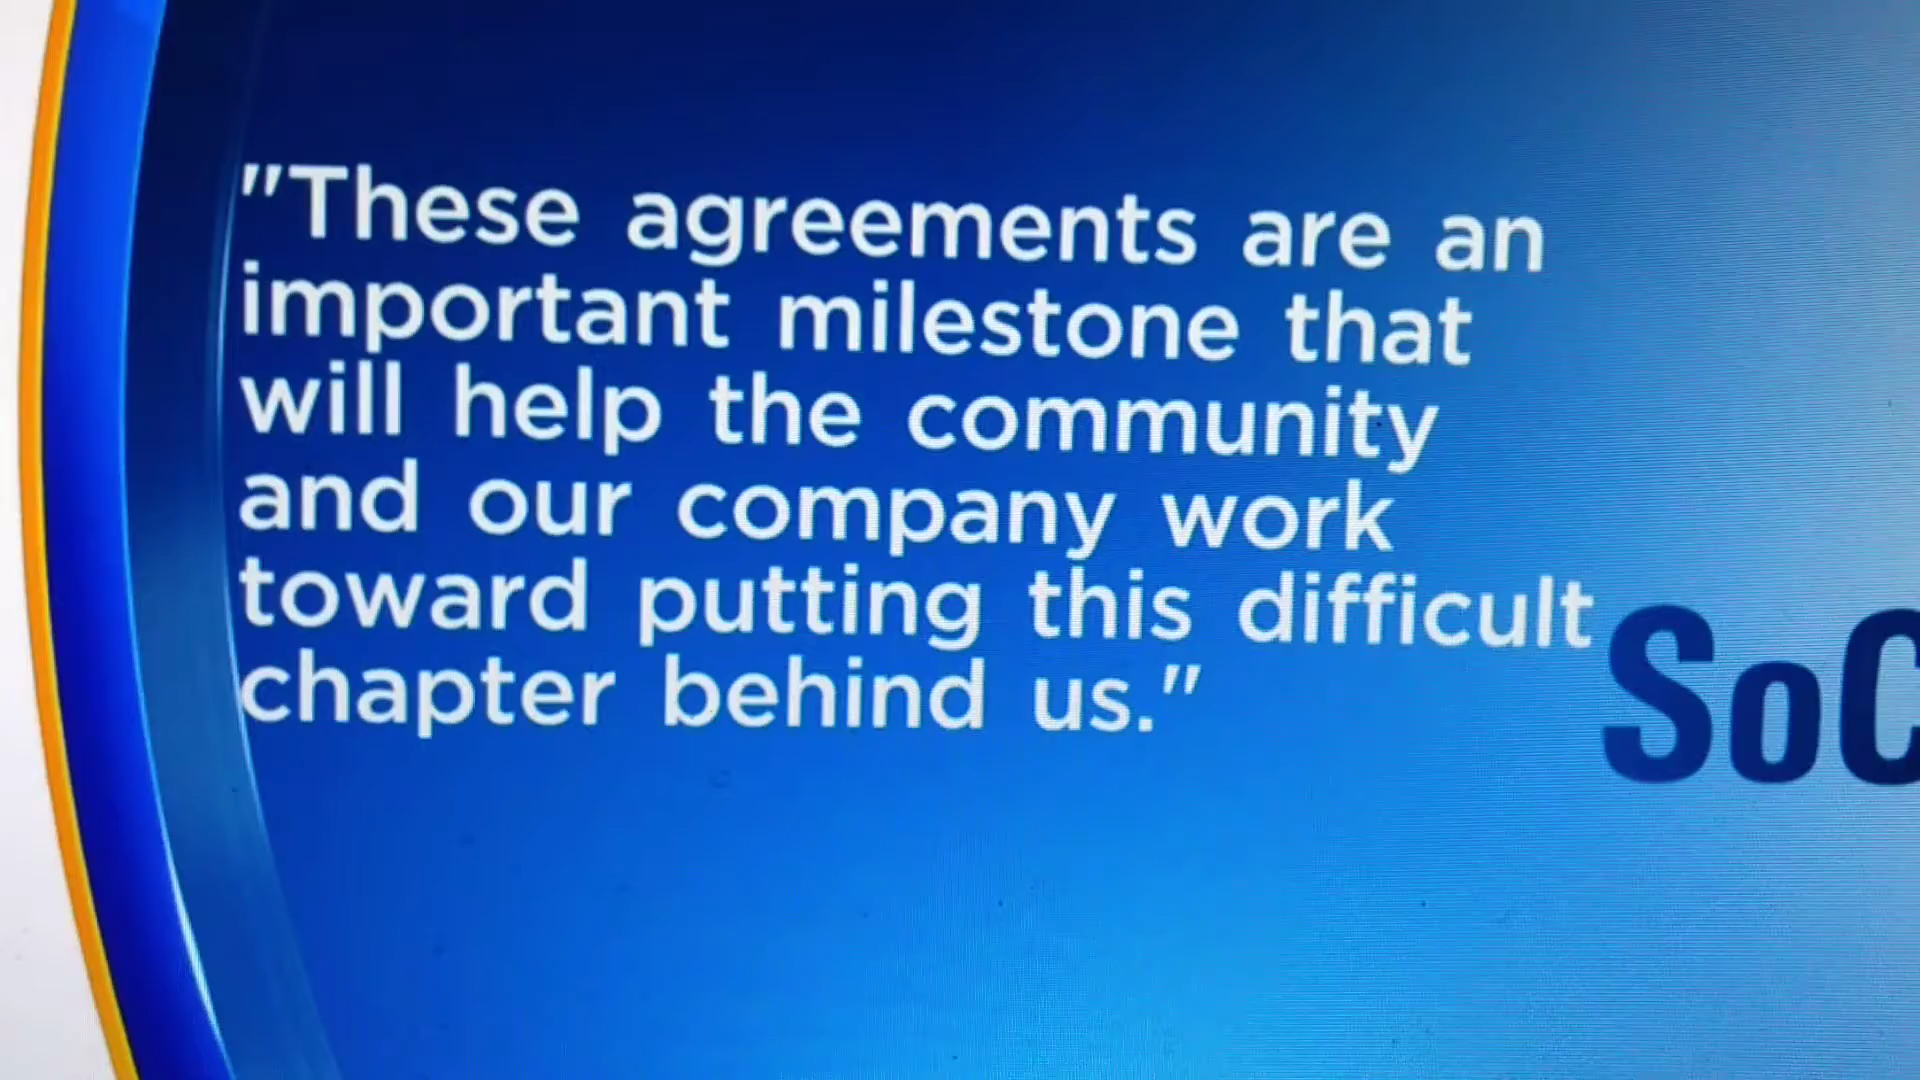 "These agreements are an
important milestone that
will help the community
and our company work
toward putting this difficult
chapter behind us."
SoC